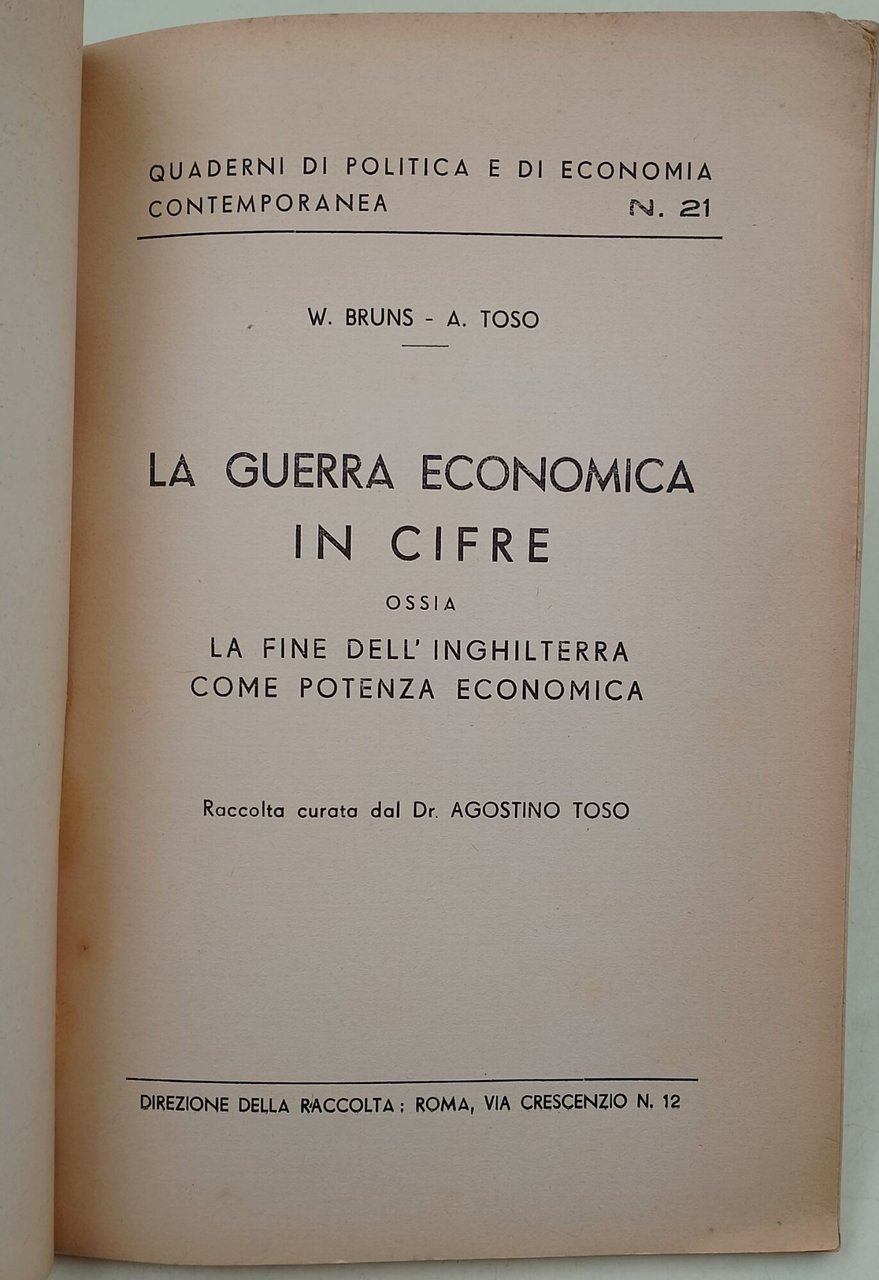 QUADERNI DI POLITICA E DI ECONOMIA
CONTEMPORANEA N. 21
W. BRUNS - A. TOSO
LA GUERRA ECONOMICA
IN CIFRE
OSSIA
LA FINE DELL' INGHILTERRA
COME POTENZA ECONOMICA
Raccolta curata dal Dr. AGOSTINO TOSO
DIREZIONE DELLA RACCOLTA : ROMA, VIA CRESCENZIO N. 12